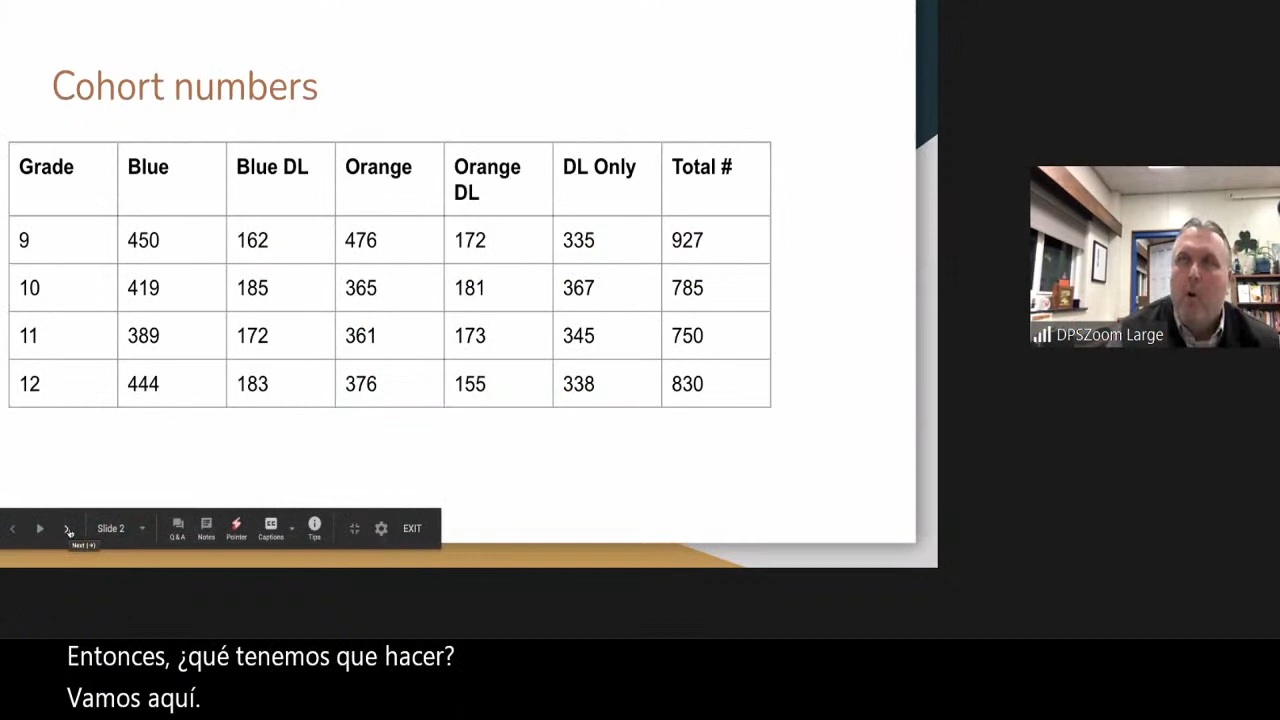 Cohort numbers
Grade Blue Blue DL Orange Orange DL DL Only Total #
9 450 162 476 172 335 927
10 419 185 365 181 367 785
11 389 172 361 173 345 750
12 444 183 376 155 338 830
DPSZoom Large
Slide 2 Q&A Notes Pointer CC Captions Tips EXIT
Next (→)
Entonces, ¿qué tenemos que hacer?
Vamos aquí.